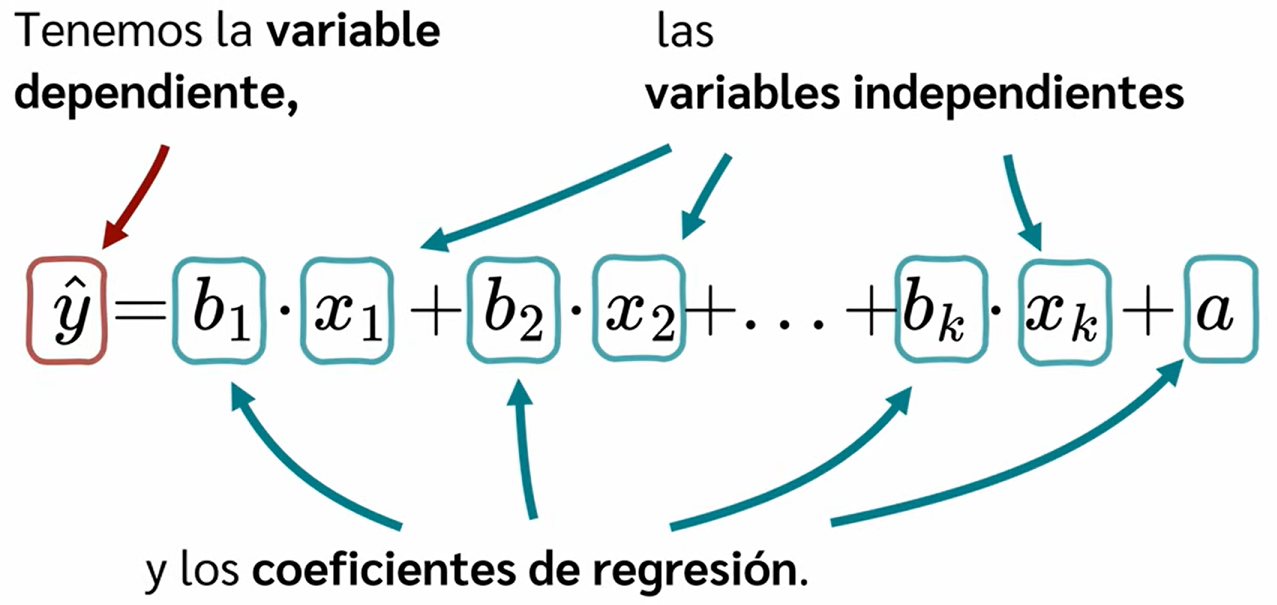 Tenemos la variable
dependiente,
las
variables independientes
ŷ = b₁ · x₁ + b₂ · x₂ + . . . + bₖ · xₖ + a
y los coeficientes de regresión.